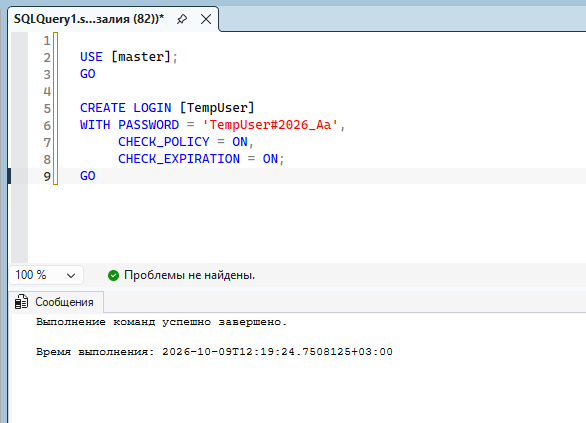 SQLQuery1.s...залия (82))*
1
2 USE [master];
3 GO
4
5 CREATE LOGIN [TempUser]
6 WITH PASSWORD = 'TempUser#2026_Aa',
7 CHECK_POLICY = ON,
8 CHECK_EXPIRATION = ON;
9 GO
100 %
Проблемы не найдены.
Сообщения
Выполнение команд успешно завершено.
Время выполнения: 2026-10-09T12:19:24.7508125+03:00